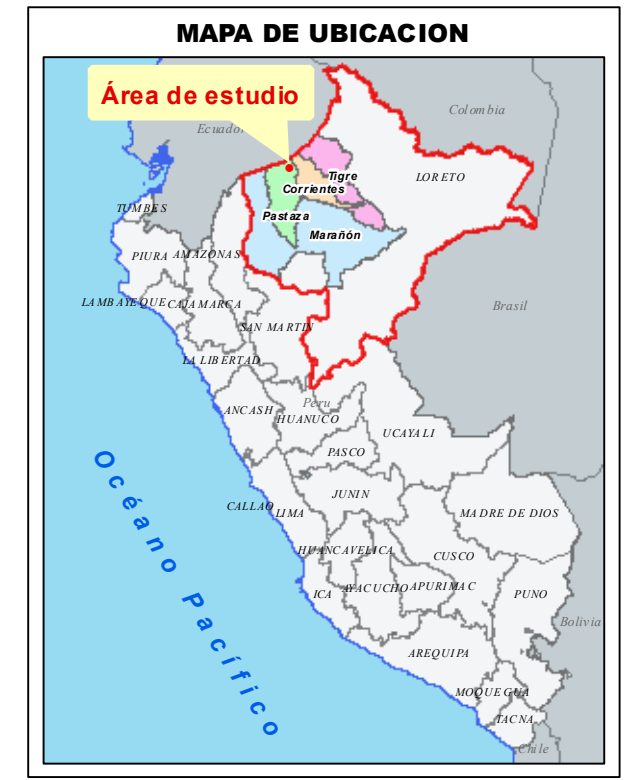 MAPA DE UBICACION
Área de estudio
Colombia
Ecuador
Tigre
LORETO
Corrientes
TUMBES
Pastaza
Marañón
PIURA
AMAZONAS
LAMBAYEQUE
CAJAMARCA
Brasil
SAN MARTIN
LA LIBERTAD
Peru
ANCASH
HUANUCO
UCAYALI
PASCO
Océano Pacífico
JUNIN
CALLAO
LIMA
MADRE DE DIOS
HUANCAVELICA
CUSCO
ICA
AYACUCHO
APURIMAC
PUNO
Bolivia
AREQUIPA
MOQUEGUA
TACNA
Chile